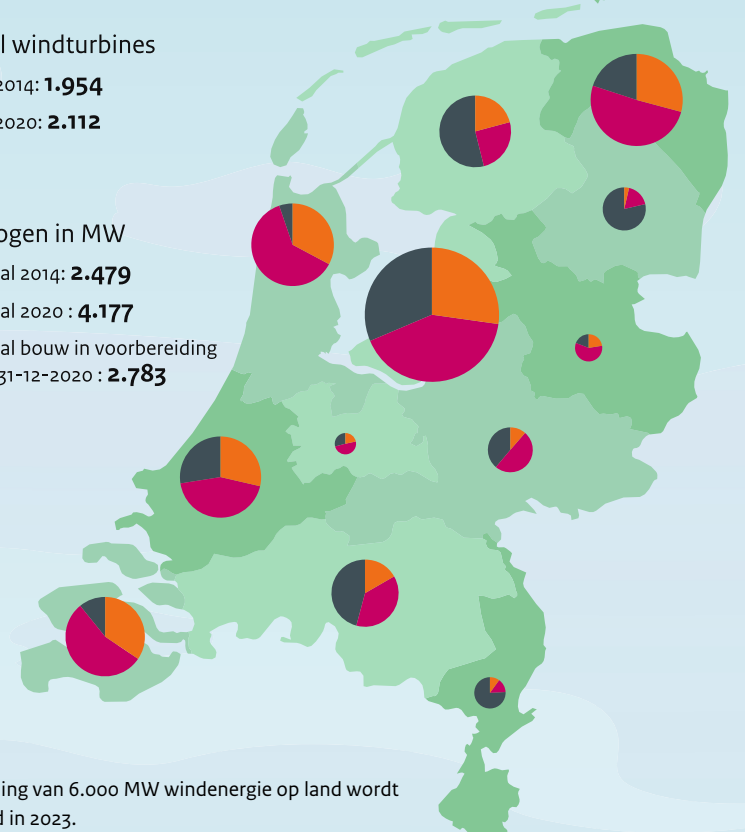 l windturbines
2014: 1.954
2020: 2.112
ogen in MW
al 2014: 2.479
al 2020 : 4.177
al bouw in voorbereiding
31-12-2020 : 2.783
ing van 6.000 MW windenergie op land wordt
d in 2023.